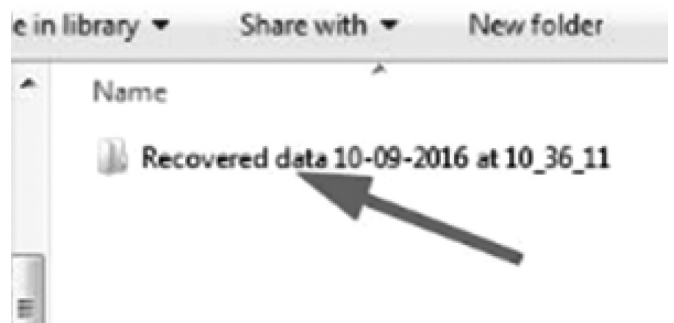 e in library Share with New folder
Name
Recovered data 10-09-2016 at 10_36_11